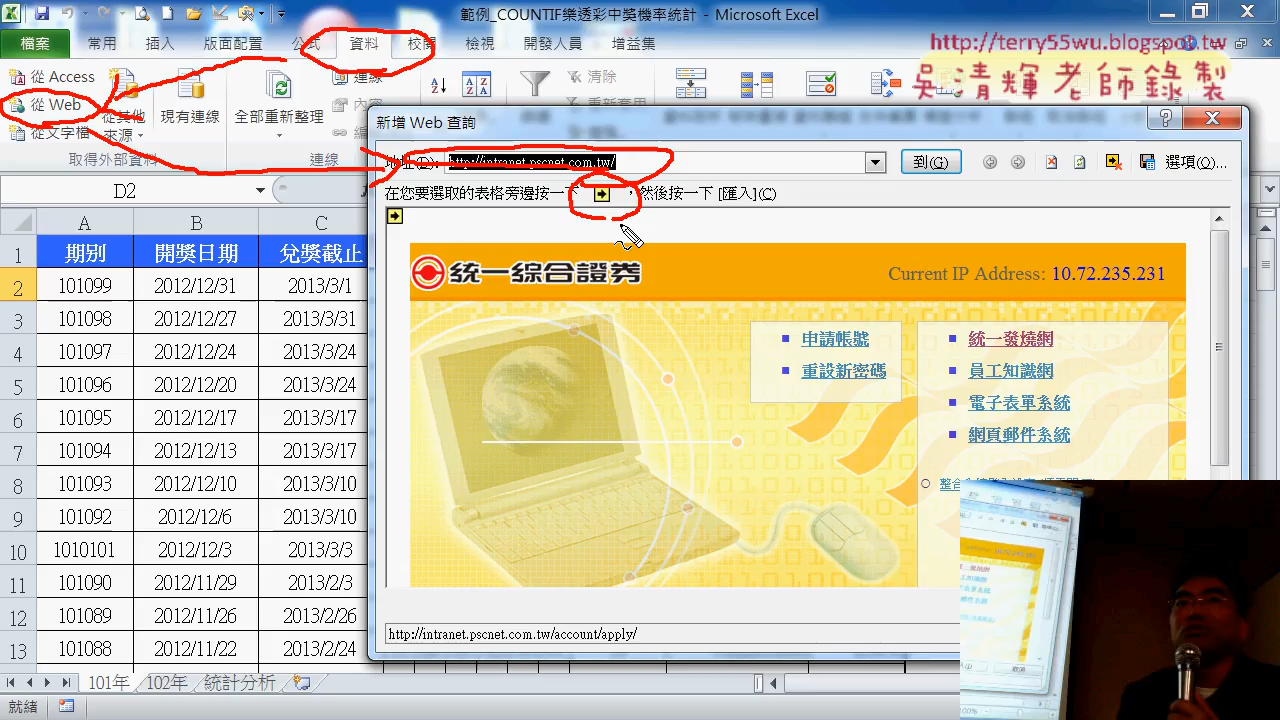 範例_COUNTIF樂透彩中獎機率統計 - Microsoft Excel
檔案 常用 插入 版面配置 公式 資料 校閱 檢視 開發人員 增益集
http://terry55wu.blogspot.tw
吳清輝老師錄製
從 Access
從 Web
從文字檔
從其他
來源
現有連線
全部重新整理
連線
內容
清除
重新套用
取得外部資料
連線
D2
新增 Web 查詢
地址(D): http://intranet.pscnet.com.tw/ 到(G) 選項(O)...
在您要選取的表格旁邊按一下 ，然後按一下 [匯入](C)
統一綜合證券
Current IP Address: 10.72.235.231
申請帳號
重設新密碼
統一發燒網
員工知識網
電子表單系統
網頁郵件系統
http://intranet.pscnet.com.tw/account/apply/
A B C
1 期別 開獎日期 兌獎截止
2 101099 2012/12/31 2013/3/1
3 101098 2012/12/27 2013/3/31
4 101097 2012/12/24 2013/3/24
5 101096 2012/12/20 2013/3/24
6 101095 2012/12/17 2013/3/17
7 101094 2012/12/13 2013/3/17
8 101093 2012/12/10 2013/3/10
9 101092 2012/12/6 2013/3/10
10 1010101 2012/12/3 2013/3/3
11 101090 2012/11/29 2013/2/3
12 101089 2012/11/26 2013/2/26
13 101088 2012/11/22 2013/2/24
101年 102年 統計分析
就緒